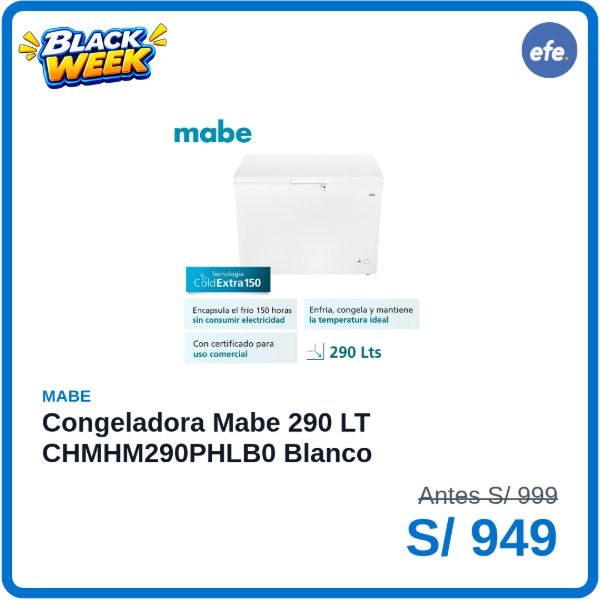 BLACK
WEEK
efe.
mabe
Tecnología
ColdExtra150
Encapsula el frío 150 horas
sin consumir electricidad
Enfría, congela y mantiene
la temperatura ideal
Con certificado para
uso comercial
290 Lts
MABE
Congeladora Mabe 290 LT
CHMHM290PHLB0 Blanco
Antes S/ 999
S/ 949